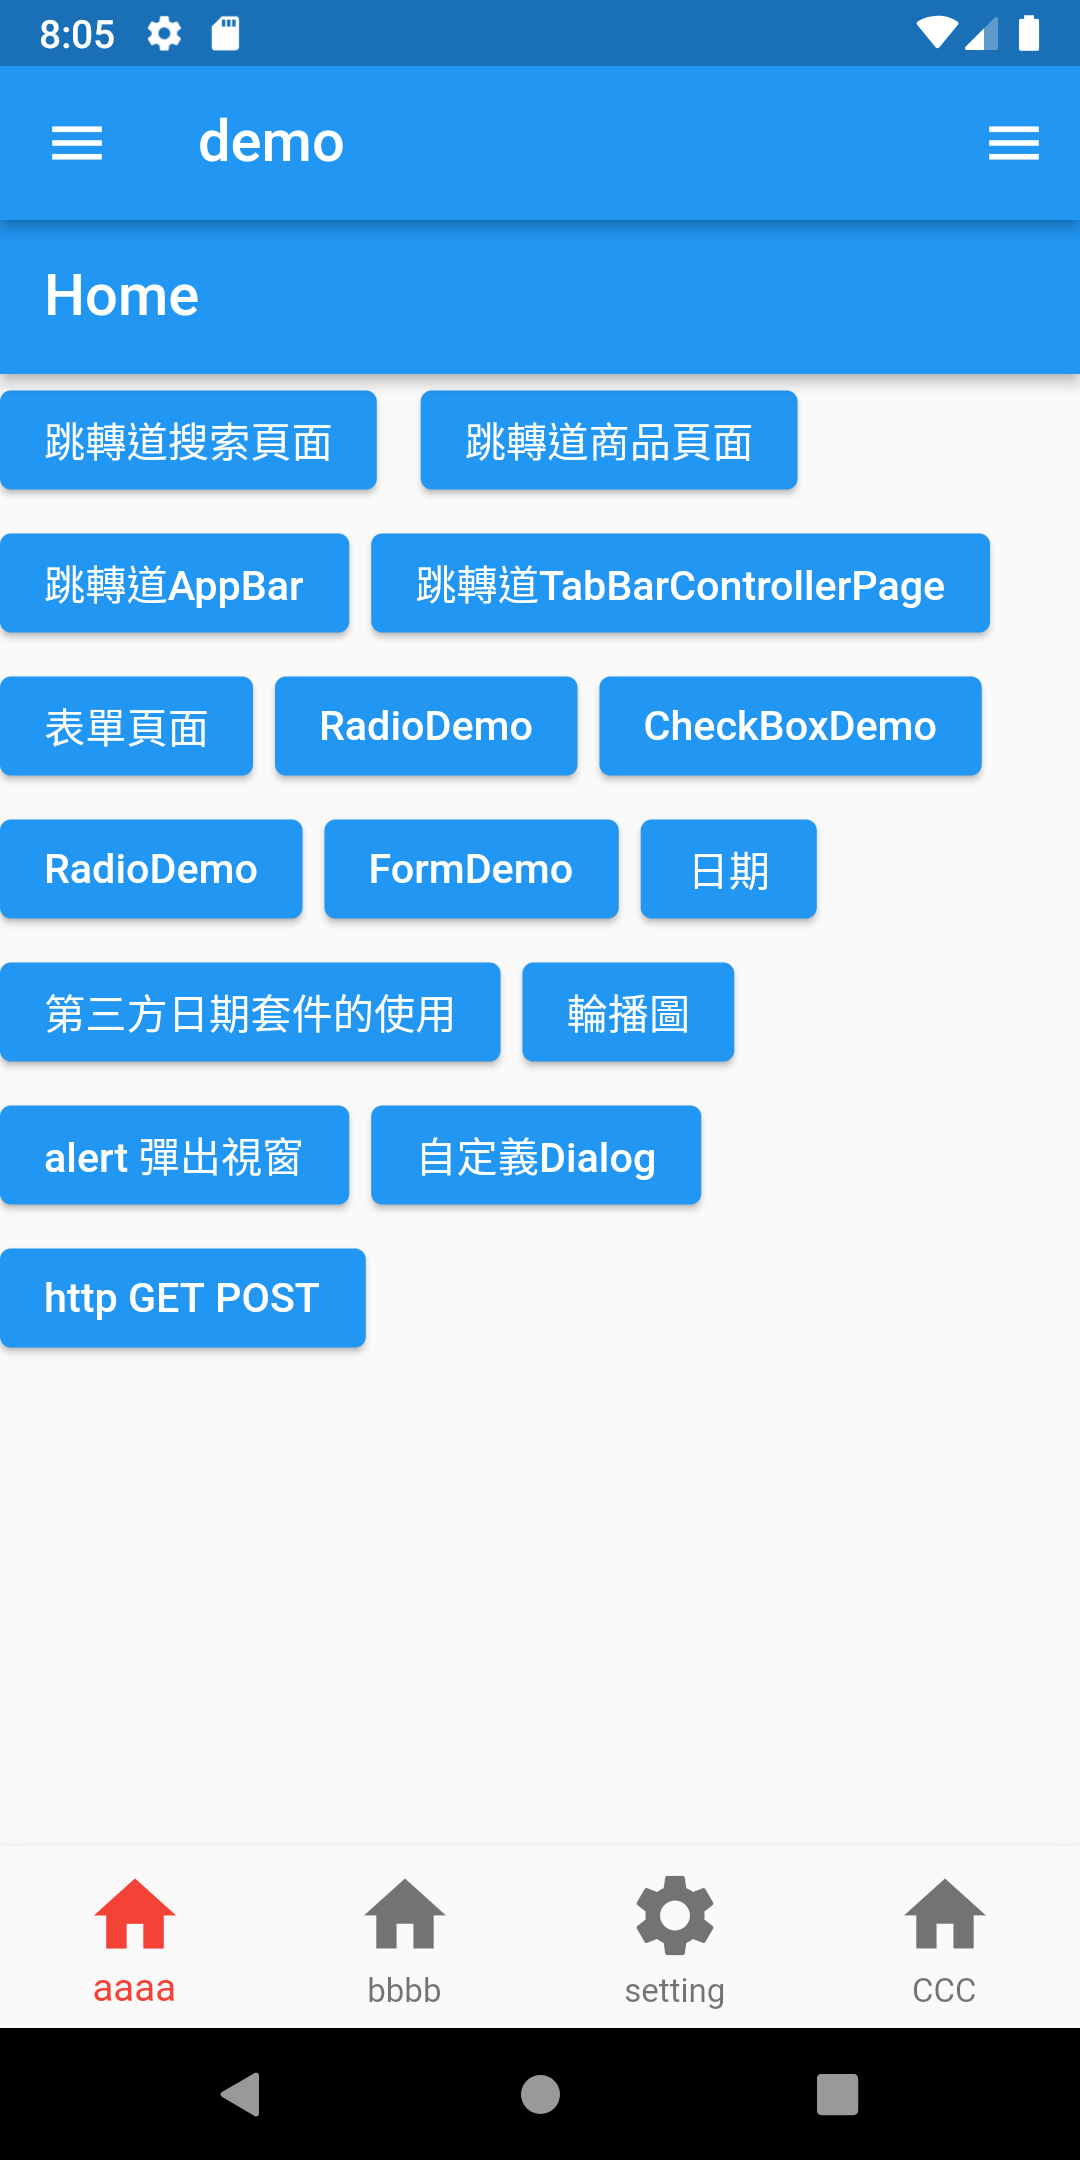 8:05
demo
Home
跳轉道搜索頁面 跳轉道商品頁面
跳轉道AppBar 跳轉道TabBarControllerPage
表單頁面 RadioDemo CheckBoxDemo
RadioDemo FormDemo 日期
第三方日期套件的使用 輪播圖
alert 彈出視窗 自定義Dialog
http GET POST
aaaa bbbb setting CCC